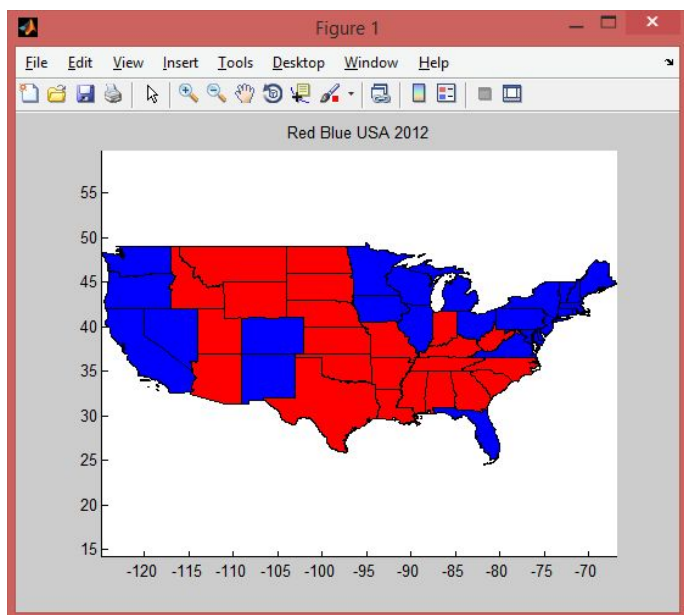 Figure 1
File Edit View Insert Tools Desktop Window Help
Red Blue USA 2012
55
50
45
40
35
30
25
20
15
-120 -115 -110 -105 -100 -95 -90 -85 -80 -75 -70